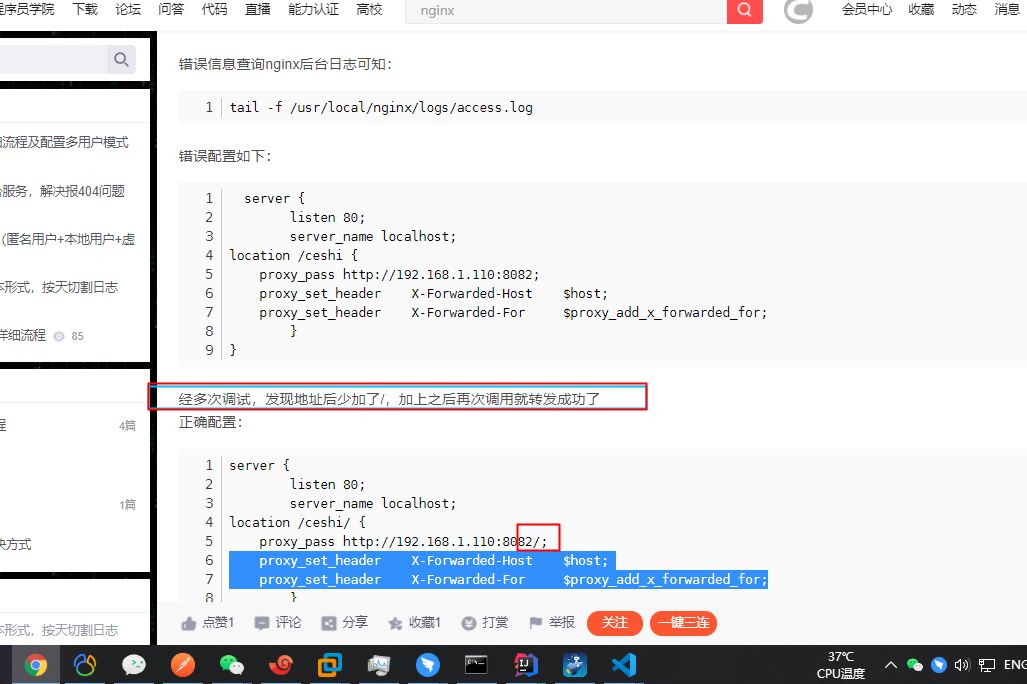 程序员学院 下载 论坛 问答 代码 直播 能力认证 高校 nginx 会员中心 收藏 动态 消息
错误信息查询nginx后台日志可知：
1 tail -f /usr/local/nginx/logs/access.log
流程及配置多用户模式
错误配置如下：
服务，解决报404问题
1 server {
2 listen 80;
3 server_name localhost;
（匿名用户+本地用户+虚
4 location /ceshi {
5 proxy_pass http://192.168.1.110:8082;
形式，按天切割日志
6 proxy_set_header X-Forwarded-Host $host;
7 proxy_set_header X-Forwarded-For $proxy_add_x_forwarded_for;
8 }
详细流程 85
9 }
经多次调试，发现地址后少加了/，加上之后再次调用就转发成功了
正确配置：
程 4篇
1 server {
2 listen 80;
3 server_name localhost;
1篇
4 location /ceshi/ {
5 proxy_pass http://192.168.1.110:8082/;
决方式
6 proxy_set_header X-Forwarded-Host $host;
7 proxy_set_header X-Forwarded-For $proxy_add_x_forwarded_for;
8 }
本形式，按天切割日志
点赞1 评论 分享 收藏1 打赏 举报 关注 一键三连
37℃
CPU温度
ENG